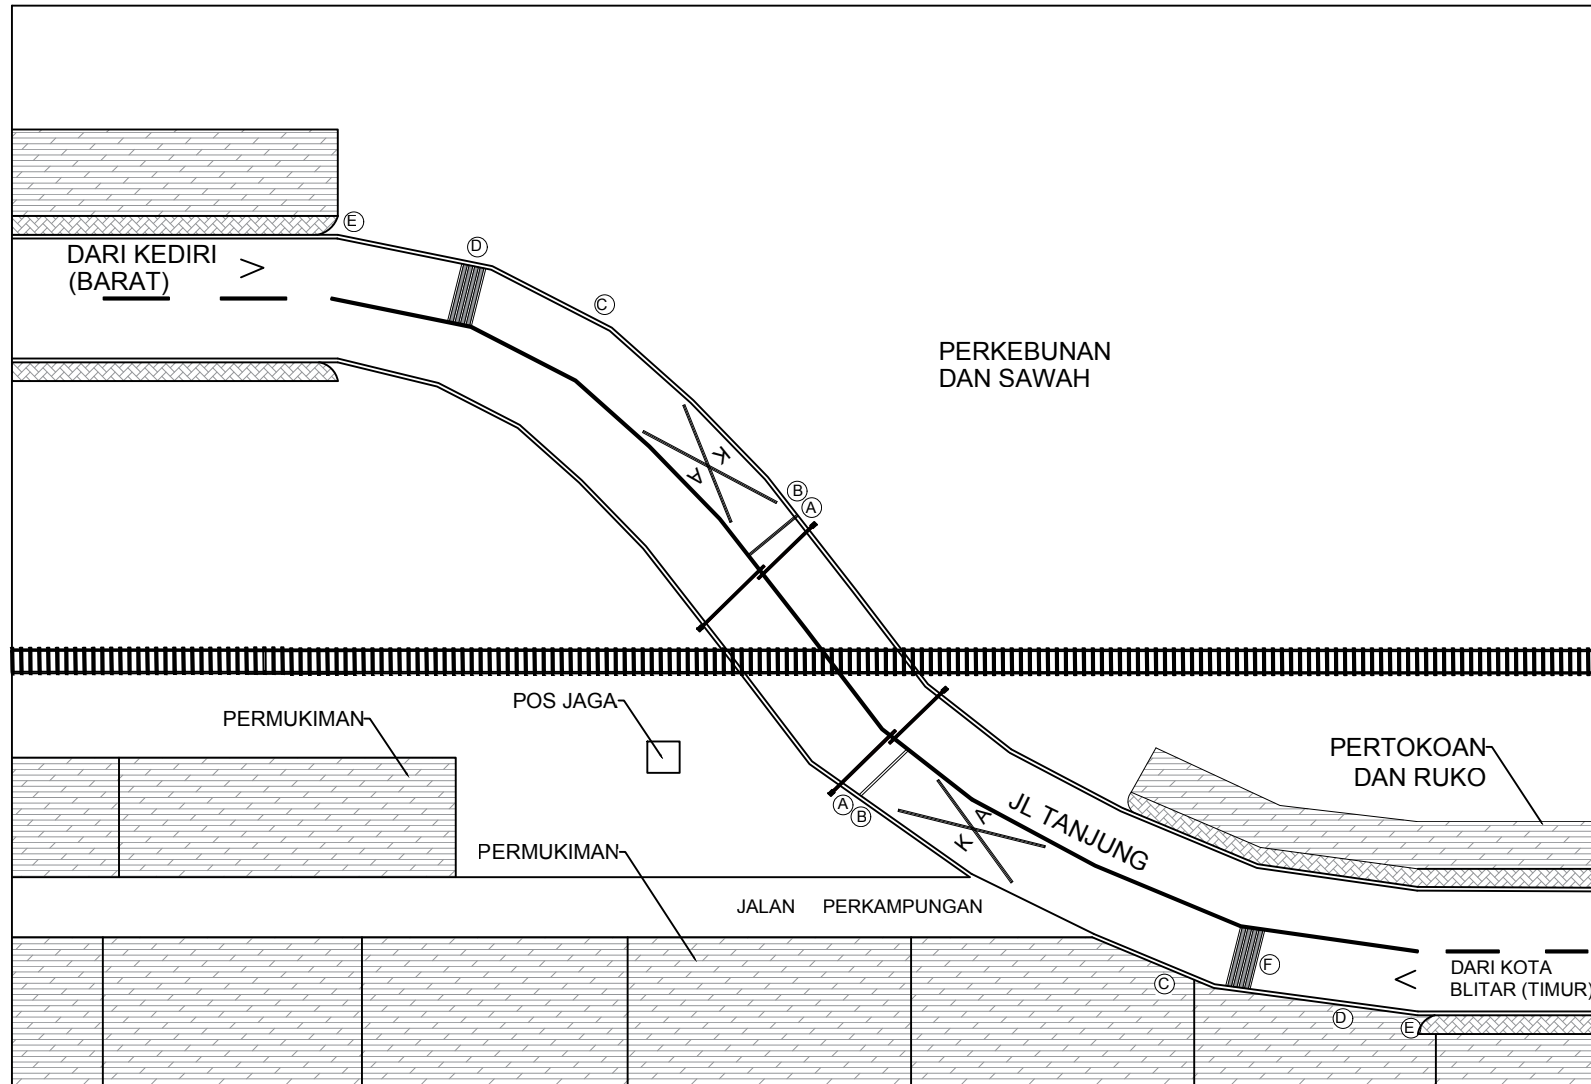 E
D
DARI KEDIRI
(BARAT)
>
C
PERKEBUNAN
DAN SAWAH
K
A
B
A
POS JAGA
PERMUKIMAN
PERTOKOAN
DAN RUKO
A
B
K A
JL TANJUNG
PERMUKIMAN
JALAN PERKAMPUNGAN
F
C
<
DARI KOTA
BLITAR (TIMUR)
D
E